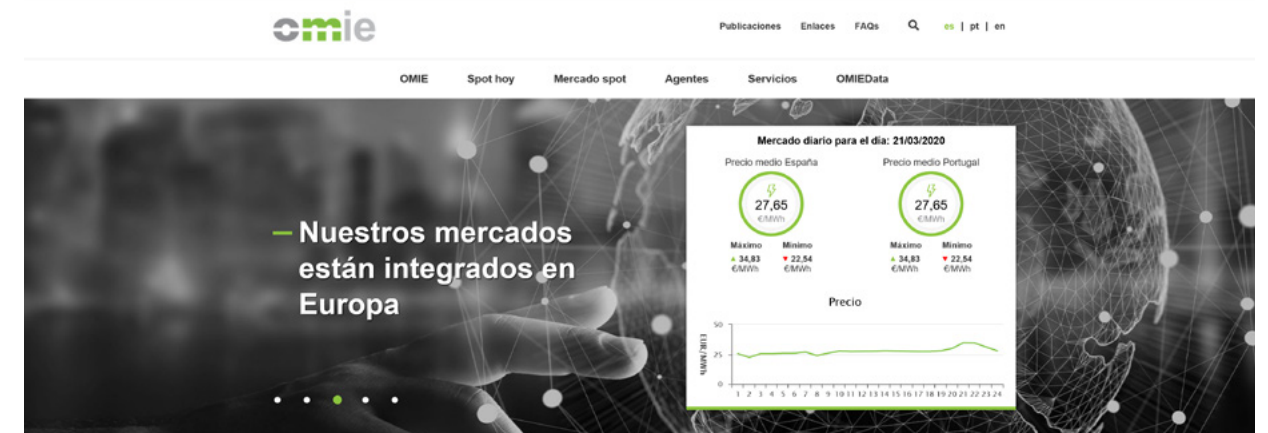 omie
Publicaciones Enlaces FAQs es | pt | en
OMIE Spot hoy Mercado spot Agentes Servicios OMIEData
– Nuestros mercados
están integrados en
Europa
Mercado diario para el día: 21/03/2020
Precio medio España Precio medio Portugal
27,65 27,65
€/MWh €/MWh
Máximo Mínimo Máximo Mínimo
▲ 34,83 ▼ 22,54 ▲ 34,83 ▼ 22,54
€/MWh €/MWh €/MWh €/MWh
Precio
EUR/MWh
50
25
0
1 2 3 4 5 6 7 8 9 10 11 12 13 14 15 16 17 18 19 20 21 22 23 24